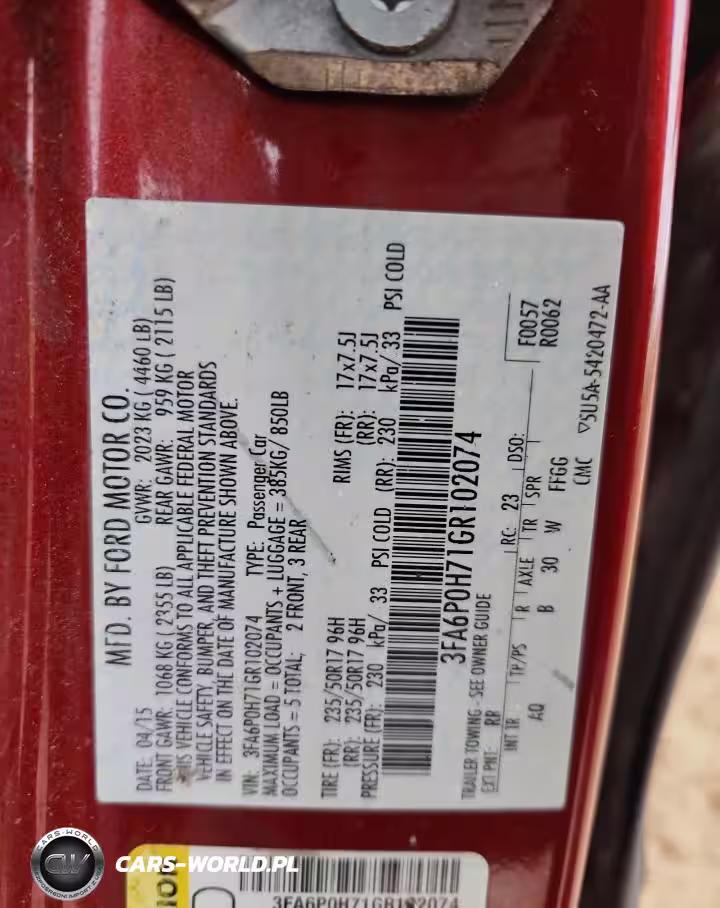 MFD. BY FORD MOTOR CO.
DATE: 04/15 GVWR: 2023 KG ( 4460 LB)
FRONT GAWR: 1068 KG ( 2355 LB) REAR GAWR: 959 KG ( 2115 LB)
THIS VEHICLE CONFORMS TO ALL APPLICABLE FEDERAL MOTOR
VEHICLE SAFETY, BUMPER, AND THEFT PREVENTION STANDARDS
IN EFFECT ON THE DATE OF MANUFACTURE SHOWN ABOVE.
VIN: 3FA6P0H71GR102074 TYPE: Passenger Car
MAXIMUM LOAD = OCCUPANTS + LUGGAGE = 385KG/ 850LB
OCCUPANTS = 5 TOTAL; 2 FRONT, 3 REAR
TIRE (FR): 235/50R17 96H RIMS (FR): 17x7.5J
(RR): 235/50R17 96H (RR): 17x7.5J
PRESSURE (FR): 230 kPa/ 33 PSI COLD (RR): 230 kPa/ 33 PSI COLD
3FA6P0H71GR102074
TRAILER TOWING – SEE OWNER GUIDE
F0057
R0062
EXT PNT: RR RC: 23 DSO:
INT TR TP/PS R AXLE TR SPR
AQ B 30 W FFGG
CMC ▽5U5A-5420472-AA
3FA6P0H71GR102074
CARS-WORLD
CW
CARS-WORLD.PL